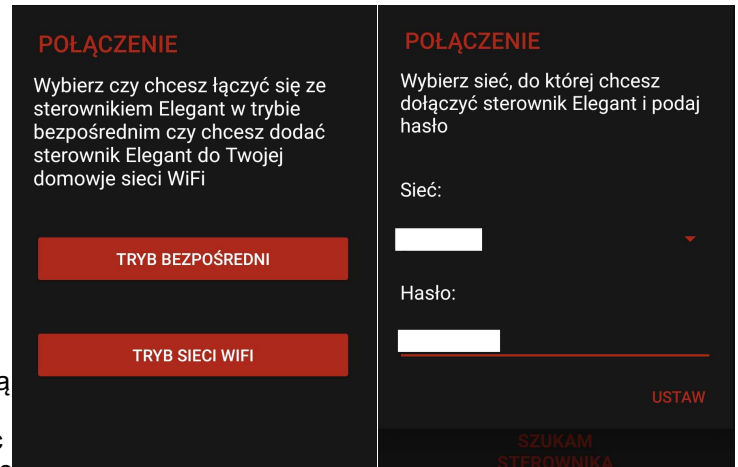 POŁĄCZENIE
Wybierz czy chcesz łączyć się ze
sterownikiem Elegant w trybie
bezpośrednim czy chcesz dodać
sterownik Elegant do Twojej
domowje sieci WiFi
TRYB BEZPOŚREDNI
TRYB SIECI WIFI
ą
POŁĄCZENIE
Wybierz sieć, do której chcesz
dołączyć sterownik Elegant i podaj
hasło
Sieć:
Hasło:
USTAW
SZUKAM
STEROWNIKA